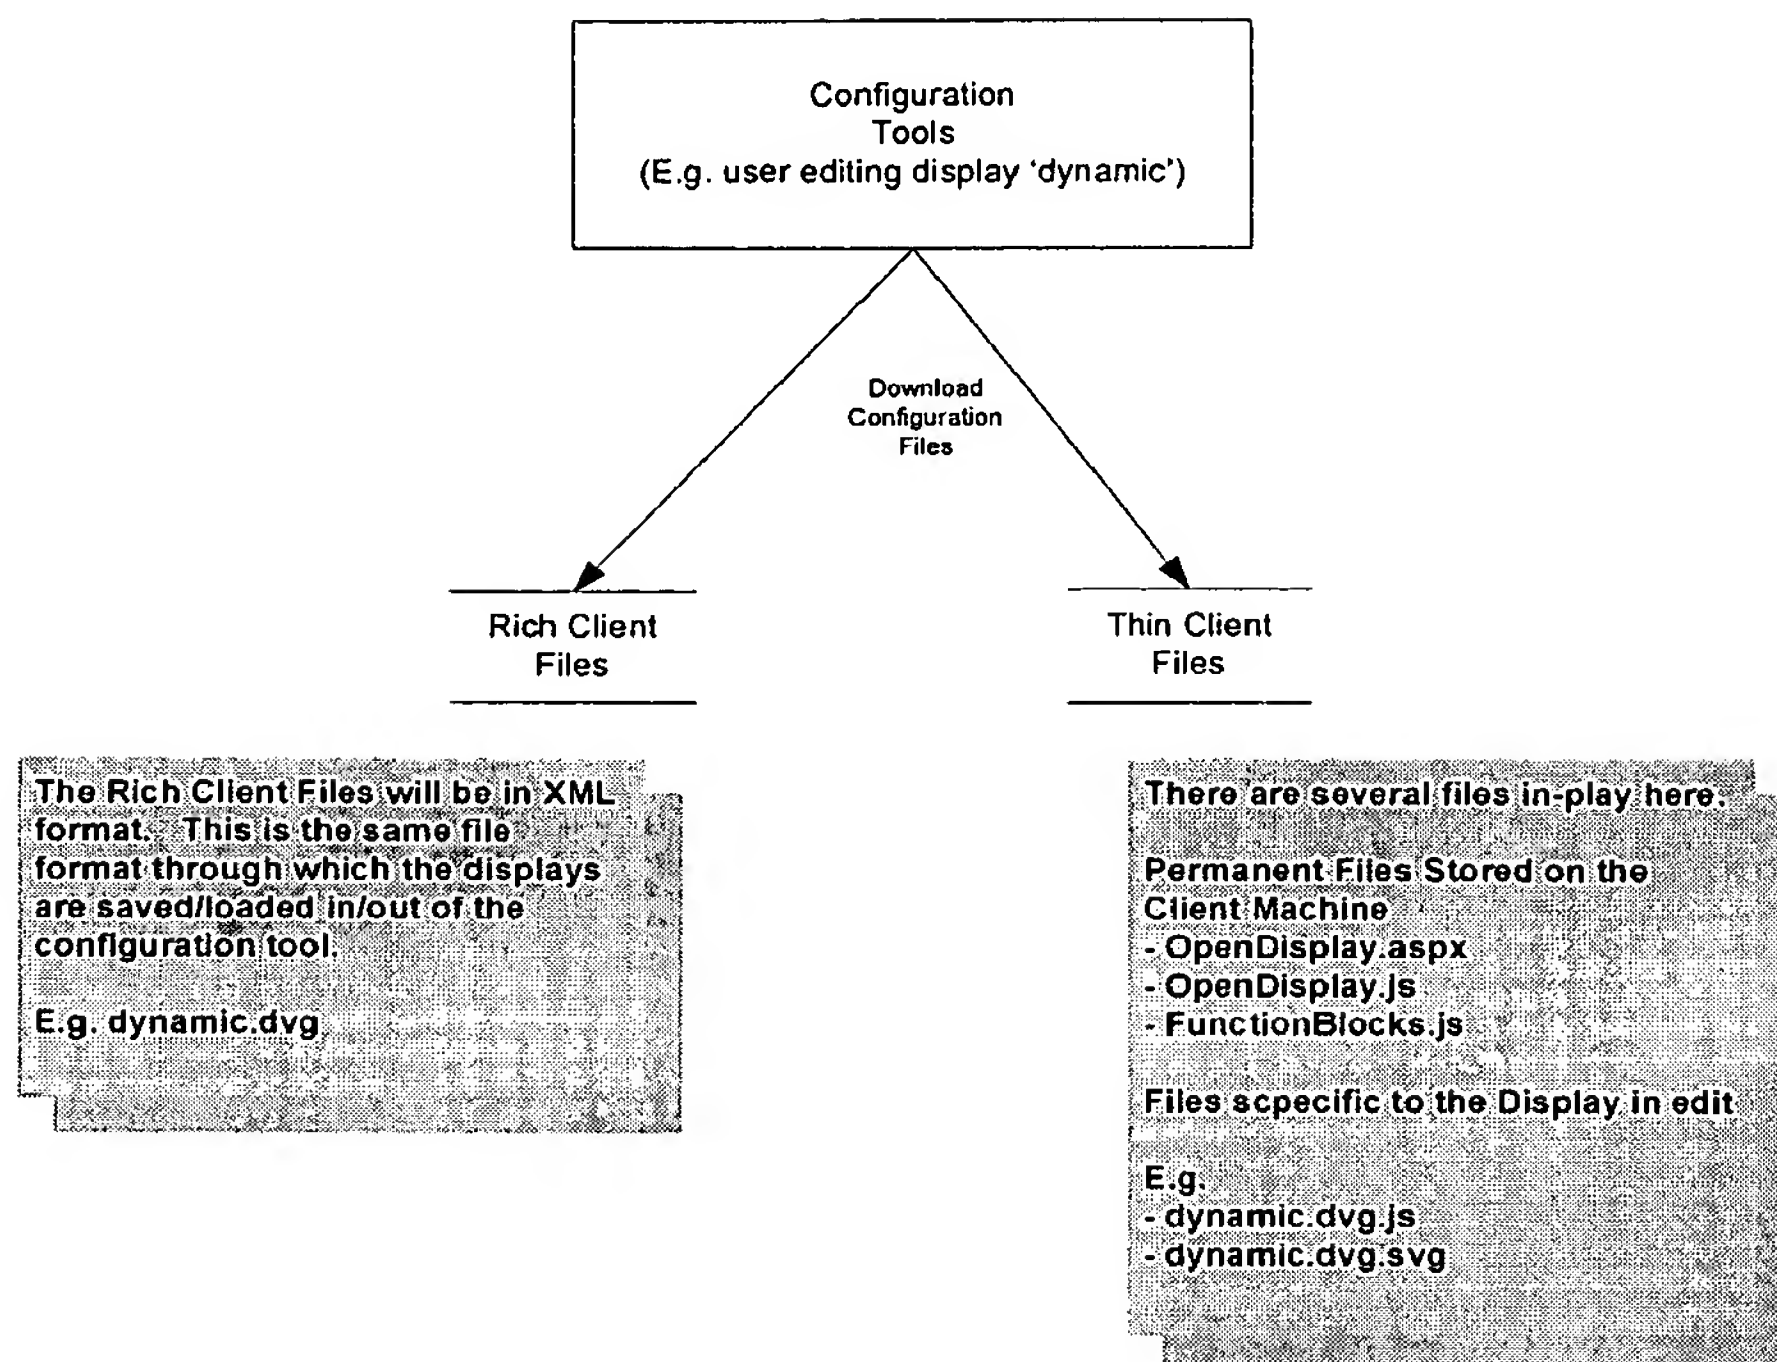 Configuration
Tools
(E.g. user editing display ‘dynamic’)
Download
Configuration
Files
Rich Client
Files
Thin Client
Files
The Rich Client Files will be in XML
format. This is the same file
format through which the displays
are saved/loaded in/out of the
configuration tool.
E.g. dynamic.dvg
There are several files in-play here.
Permanent Files Stored on the
Client Machine
- OpenDisplay.aspx
- OpenDisplay.js
- FunctionBlocks.js
Files scpecific to the Display in edit
E.g.
- dynamic.dvg.js
- dynamic.dvg.svg